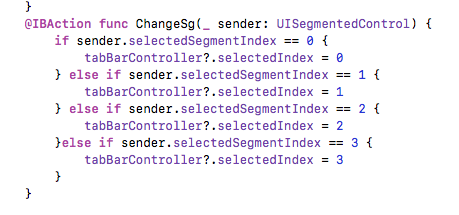 }
@IBAction func ChangeSg(_ sender: UISegmentedControl) {
    if sender.selectedSegmentIndex == 0 {
        tabBarController?.selectedIndex = 0
    } else if sender.selectedSegmentIndex == 1 {
        tabBarController?.selectedIndex = 1
    } else if sender.selectedSegmentIndex == 2 {
        tabBarController?.selectedIndex = 2
    }else if sender.selectedSegmentIndex == 3 {
        tabBarController?.selectedIndex = 3
    }
}